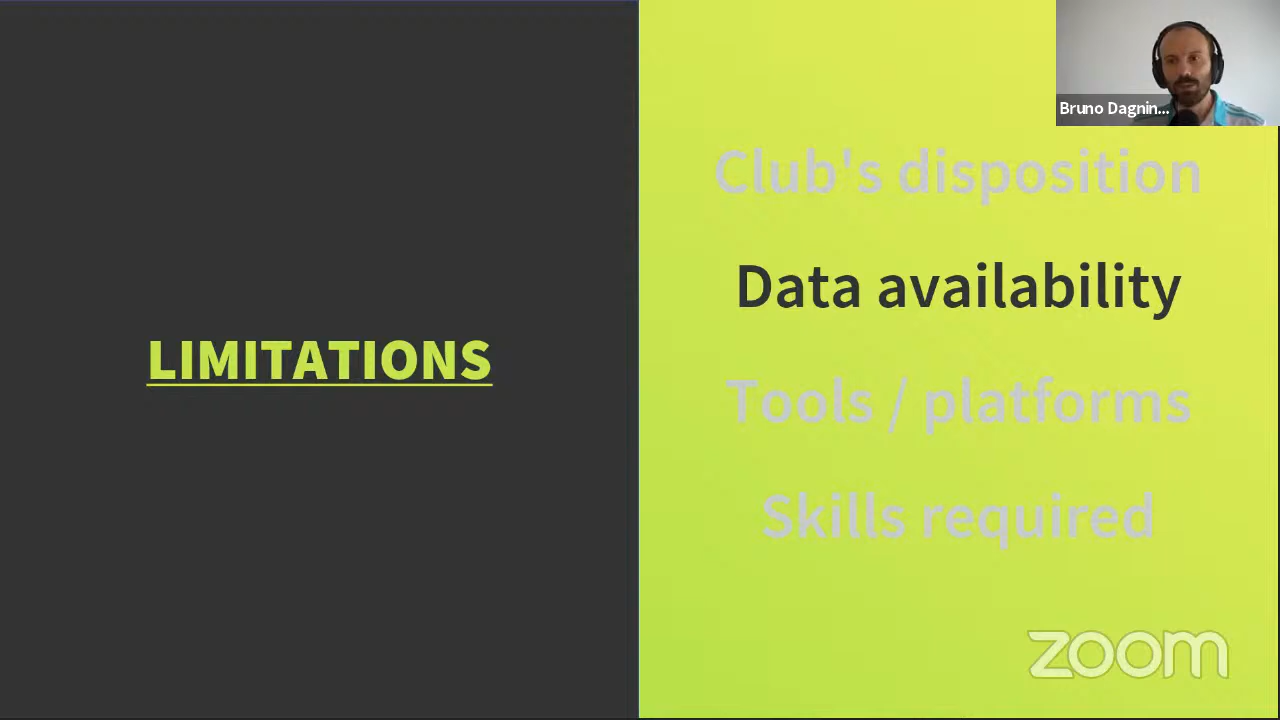 Bruno Dagnin...
Club's disposition
Data availability
LIMITATIONS
Tools / platforms
Skills required
zoom